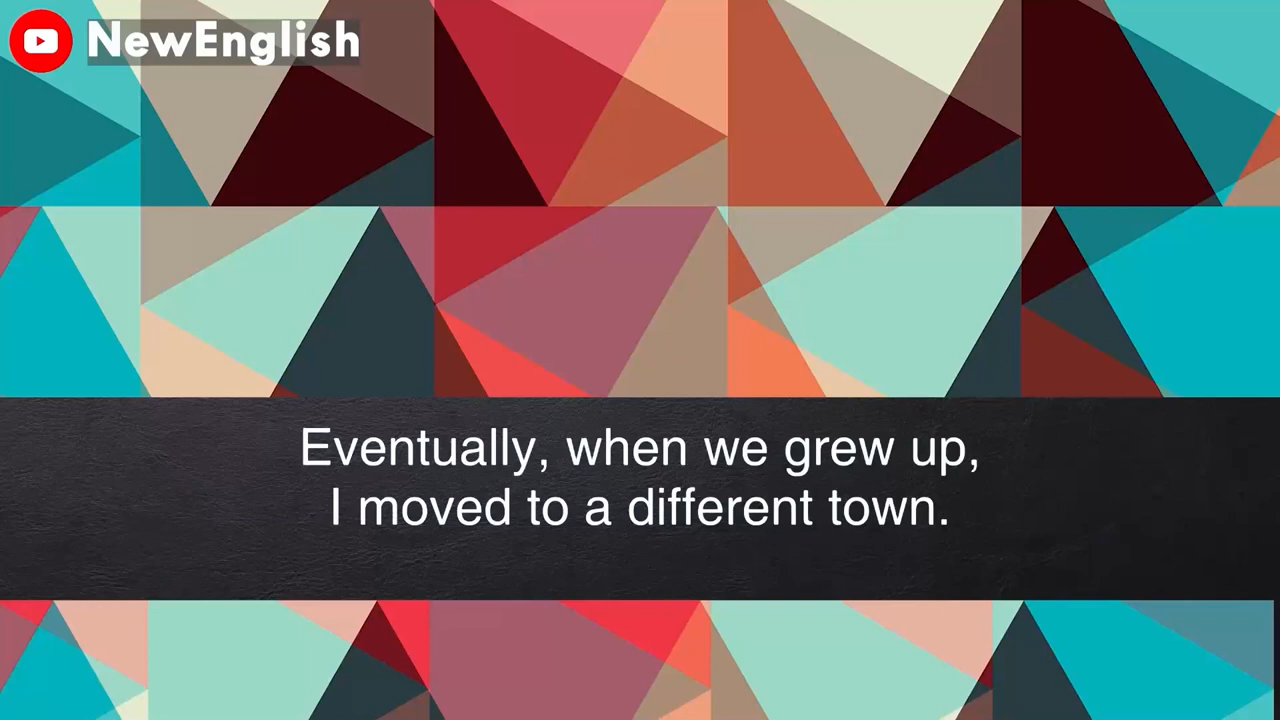 NewEnglish
Eventually, when we grew up,
I moved to a different town.